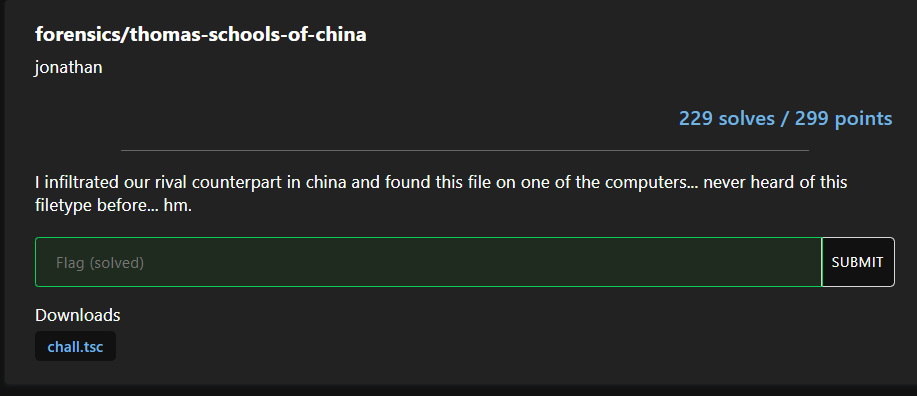 forensics/thomas-schools-of-china
jonathan
229 solves / 299 points
I infiltrated our rival counterpart in china and found this file on one of the computers... never heard of this
filetype before... hm.
Flag (solved)
SUBMIT
Downloads
chall.tsc